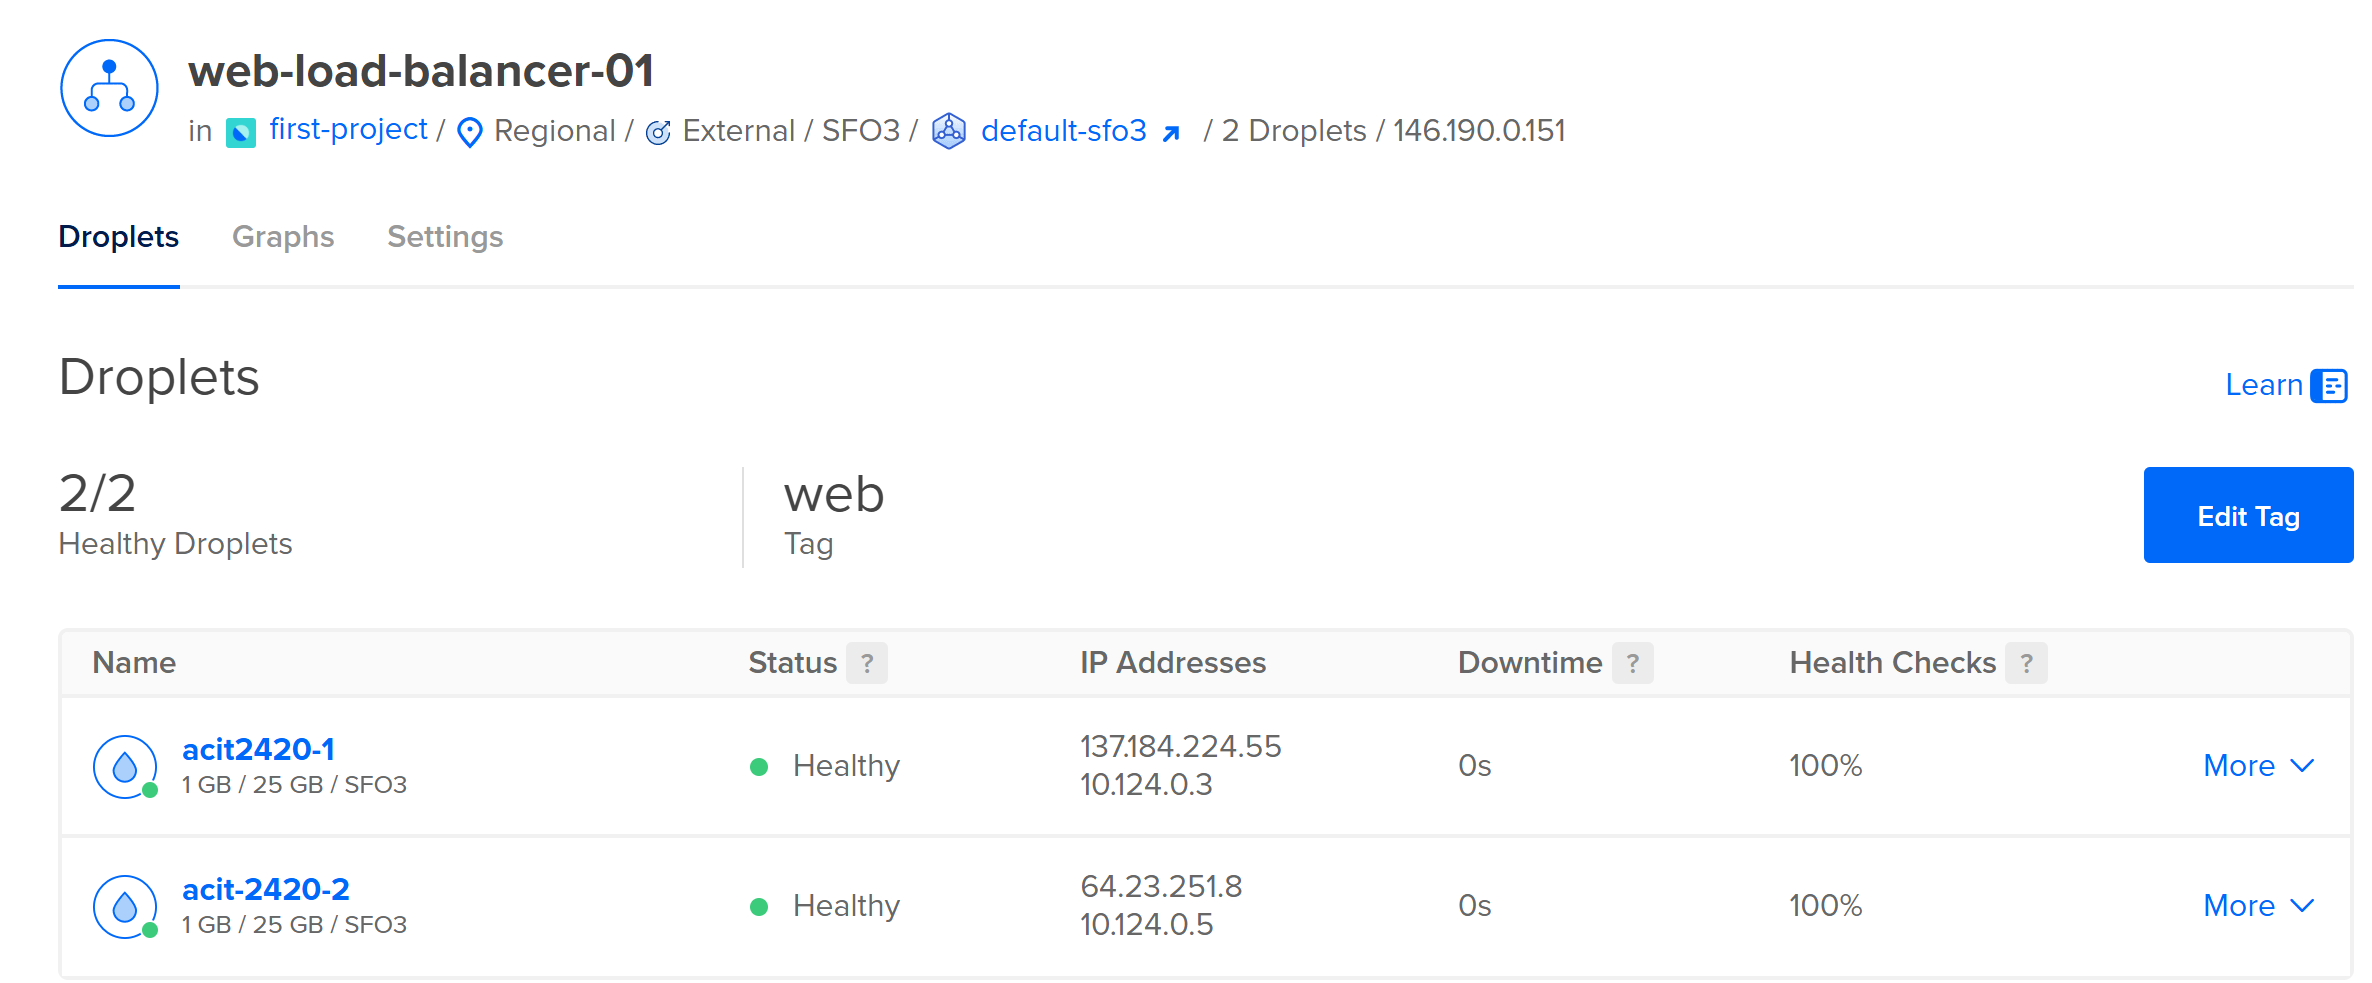 web-load-balancer-01
in first-project / Regional / External / SFO3 / default-sfo3 / 2 Droplets / 146.190.0.151
Droplets Graphs Settings
Droplets
Learn
2/2
Healthy Droplets
web
Tag
Edit Tag
Name Status ? IP Addresses Downtime ? Health Checks ?
acit2420-1
1 GB / 25 GB / SFO3
Healthy
137.184.224.55
10.124.0.3
0s
100%
More
acit-2420-2
1 GB / 25 GB / SFO3
Healthy
64.23.251.8
10.124.0.5
0s
100%
More